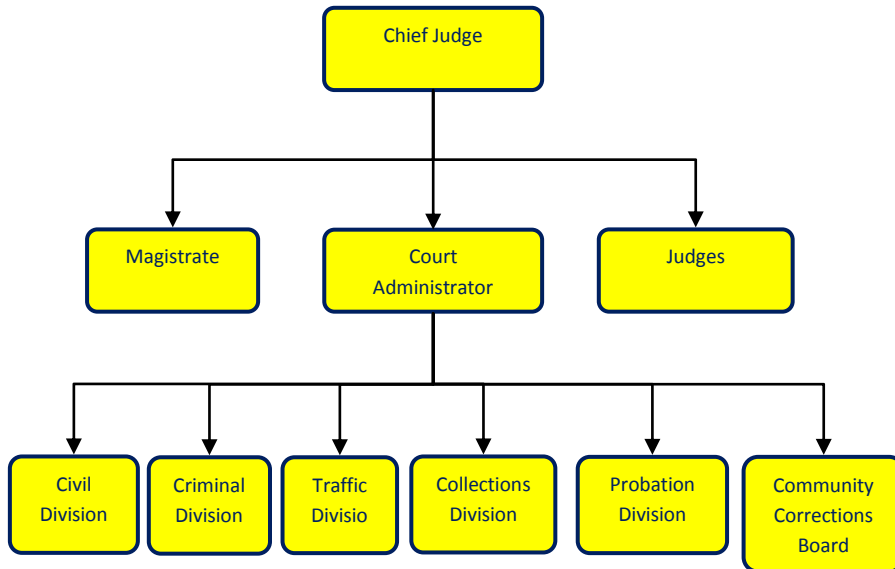 Chief Judge
Magistrate
Court
Administrator
Judges
Civil
Division
Criminal
Division
Traffic
Divisio
Collections
Division
Probation
Division
Community
Corrections
Board